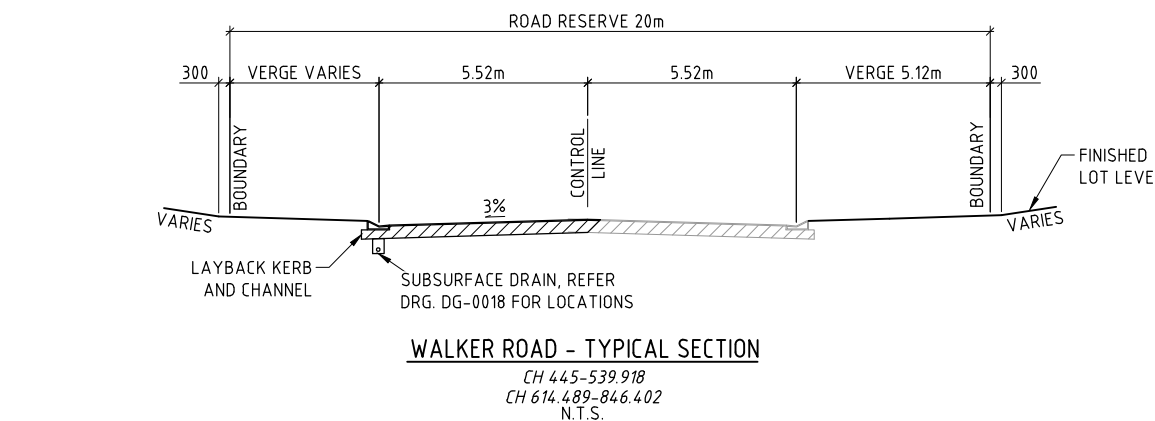 ROAD RESERVE 20m
300
VERGE VARIES
5.52m
5.52m
VERGE 5.12m
300
BOUNDARY
CONTROL
LINE
BOUNDARY
FINISHED
LOT LEVE
3%
VARIES
VARIES
LAYBACK KERB
AND CHANNEL
SUBSURFACE DRAIN, REFER
DRG. DG-0018 FOR LOCATIONS
WALKER ROAD - TYPICAL SECTION
CH 445-539.918
CH 614.489-846.402
N.T.S.